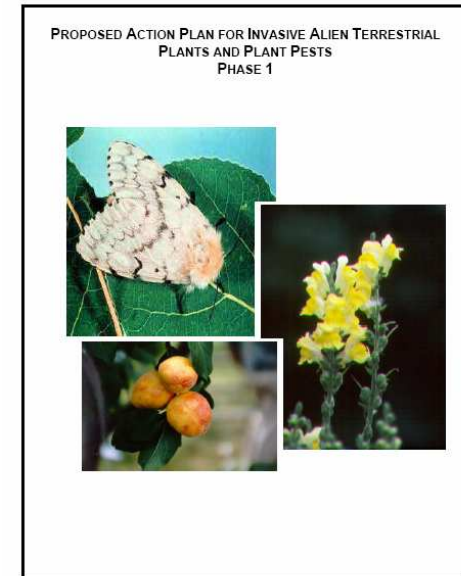 PROPOSED ACTION PLAN FOR INVASIVE ALIEN TERRESTRIAL
PLANTS AND PLANT PESTS
PHASE 1